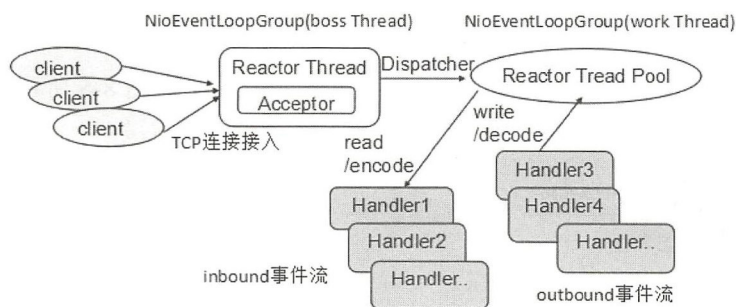 NioEventLoopGroup(boss Thread)
NioEventLoopGroup(work Thread)
client
client
client
Reactor Thread
Acceptor
Dispatcher
Reactor Tread Pool
TCP连接接入
read
/encode
write
/decode
Handler1
Handler2
Handler..
Handler3
Handler4
Handler..
inbound事件流
outbound事件流